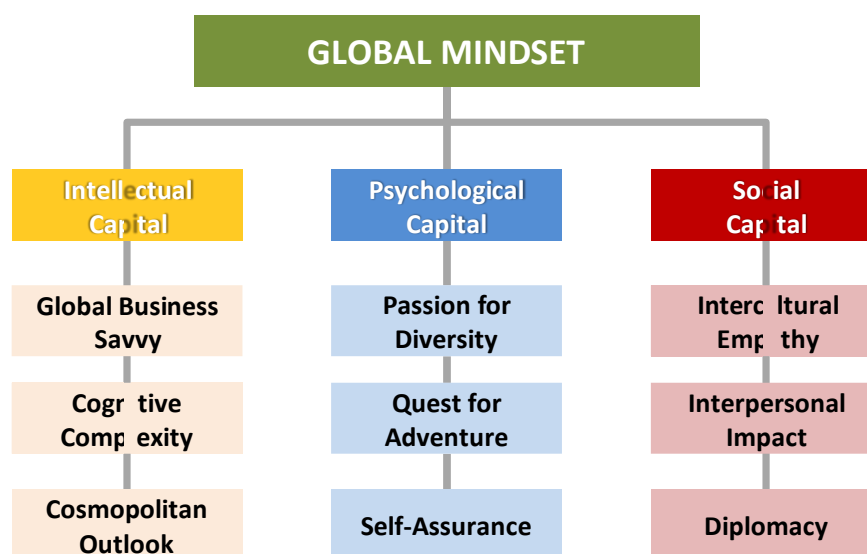 GLOBAL MINDSET
Intellectual
Capital
Psychological
Capital
Social
Capital
Global Business
Savvy
Passion for
Diversity
Intercultural
Empathy
Cognitive
Complexity
Quest for
Adventure
Interpersonal
Impact
Cosmopolitan
Outlook
Self-Assurance
Diplomacy